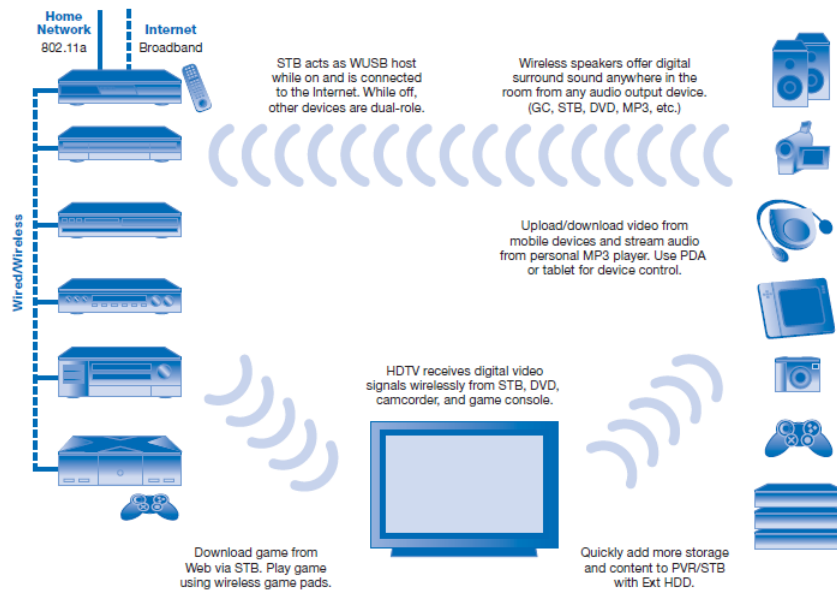 Home
Network
802.11a
Internet
Broadband
STB acts as WUSB host
while on and is connected
to the Internet. While off,
other devices are dual-role.
Wireless speakers offer digital
surround sound anywhere in the
room from any audio output device.
(GC, STB, DVD, MP3, etc.)
Wired/Wireless
Upload/download video from
mobile devices and stream audio
from personal MP3 player. Use PDA
or tablet for device control.
HDTV receives digital video
signals wirelessly from STB, DVD,
camcorder, and game console.
Download game from
Web via STB. Play game
using wireless game pads.
Quickly add more storage
and content to PVR/STB
with Ext HDD.